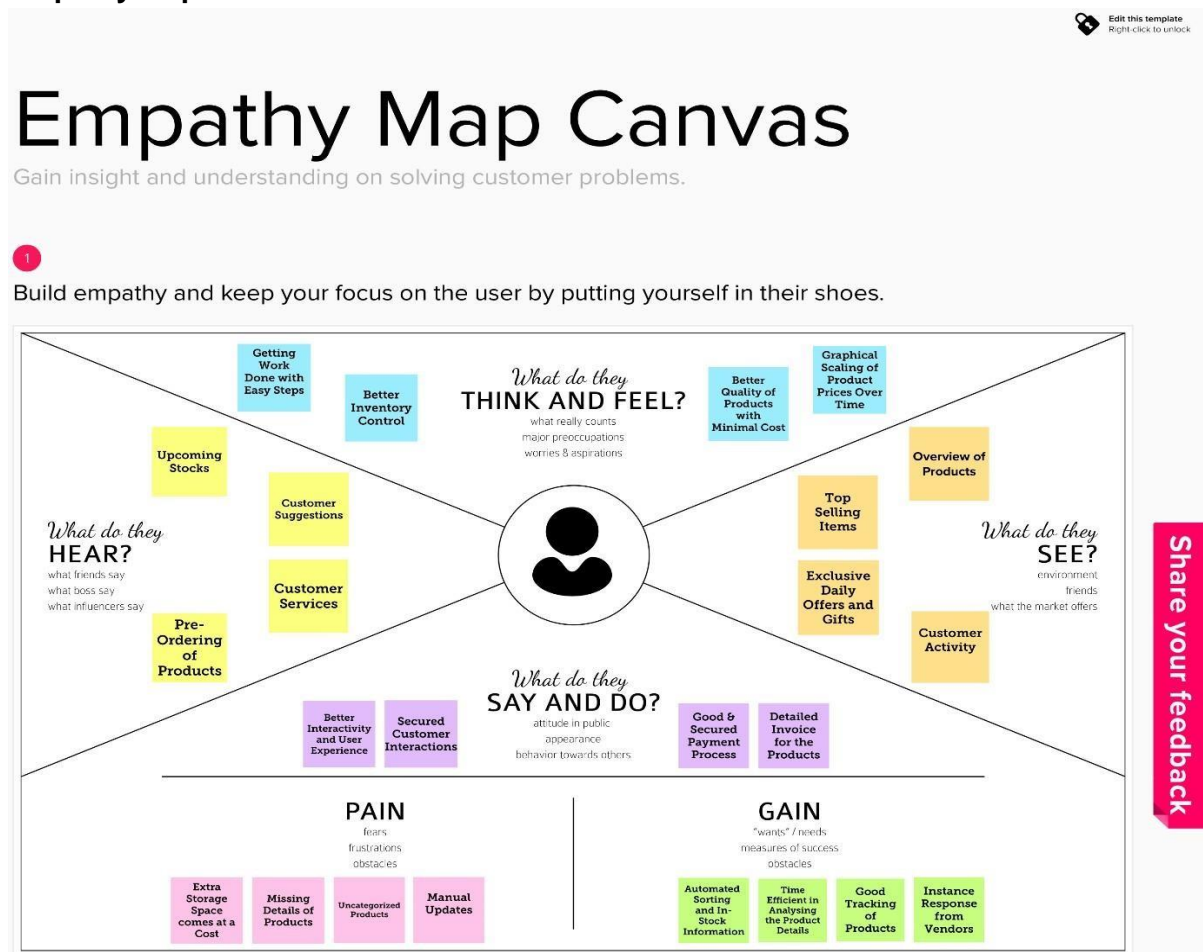 Edit this template
Right-click to unlock
Empathy Map Canvas
Gain insight and understanding on solving customer problems.
1
Build empathy and keep your focus on the user by putting yourself in their shoes.
Getting
Work
Done with
Easy Steps
Better
Inventory
Control
What do they
THINK AND FEEL?
what really counts
major preoccupations
worries & aspirations
Better
Quality of
Products
with
Minimal Cost
Graphical
Scaling of
Product
Prices Over
Time
Upcoming
Stocks
Customer
Suggestions
What do they
HEAR?
what friends say
what boss say
what influencers say
Customer
Services
Pre-
Ordering
of
Products
Overview of
Products
Top
Selling
Items
What do they
SEE?
environment
friends
what the market offers
Exclusive
Daily
Offers and
Gifts
Customer
Activity
What do they
SAY AND DO?
attitude in public
appearance
behavior towards others
Better
Interactivity
and User
Experience
Secured
Customer
Interactions
Good &
Secured
Payment
Process
Detailed
Invoice
for the
Products
PAIN
fears
frustrations
obstacles
Extra
Storage
Space
comes at a
Cost
Missing
Details of
Products
Uncategorized
Products
Manual
Updates
GAIN
"wants" / needs
measures of success
obstacles
Automated
Sorting
and In-
Stock
Information
Time
Efficient in
Analysing
the Product
Details
Good
Tracking
of
Products
Instance
Response
from
Vendors
Share your feedback